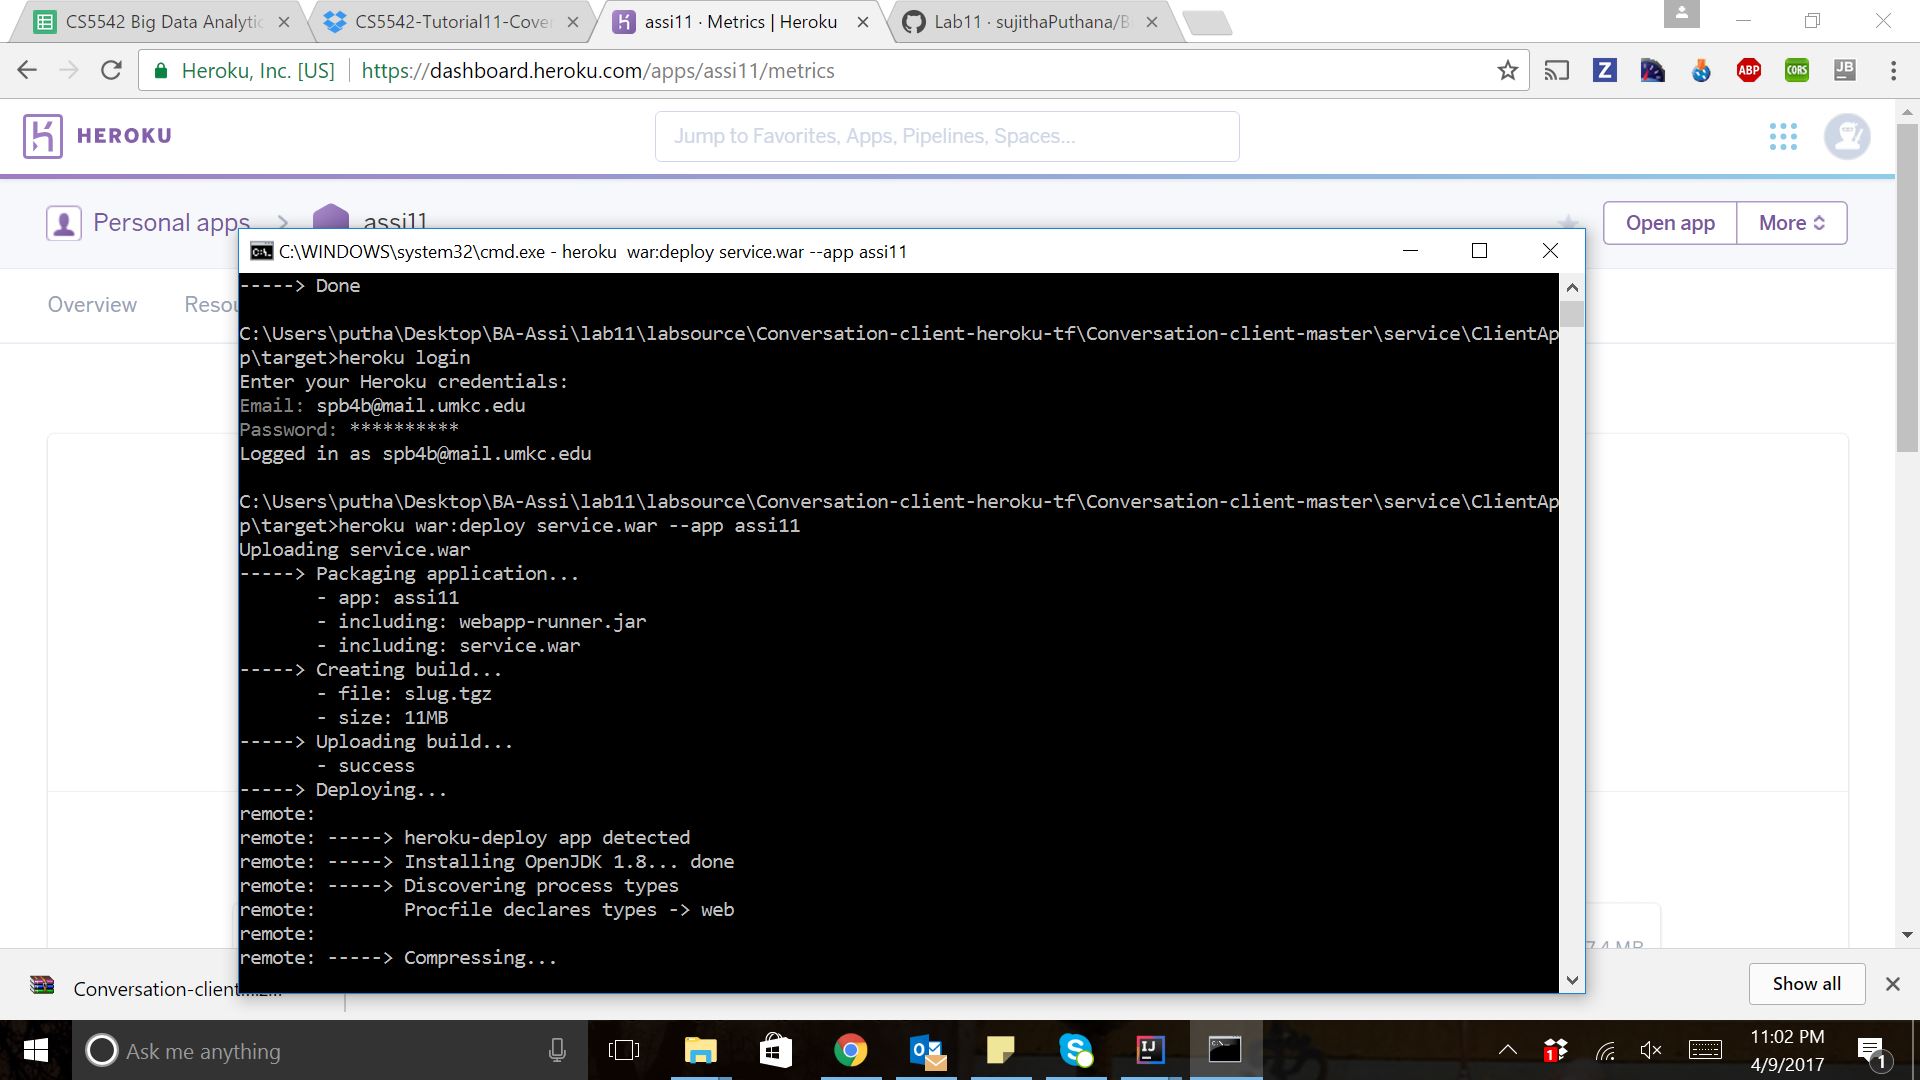 CS5542 Big Data Analytic
CS5542-Tutorial11-Cover
assi11 · Metrics | Heroku
Lab11 · sujithaPuthana/B
Heroku, Inc. [US]
https://dashboard.heroku.com/apps/assi11/metrics
Z
ABP
CORS
JB
HEROKU
Jump to Favorites, Apps, Pipelines, Spaces...
Personal apps
assi11
Open app
More
C:\WINDOWS\system32\cmd.exe - heroku  war:deploy service.war --app assi11
Overview
Resou
-----> Done
C:\Users\putha\Desktop\BA-Assi\lab11\labsource\Conversation-client-heroku-tf\Conversation-client-master\service\ClientAp
p\target>heroku login
Enter your Heroku credentials:
Email: spb4b@mail.umkc.edu
Password: **********
Logged in as spb4b@mail.umkc.edu
C:\Users\putha\Desktop\BA-Assi\lab11\labsource\Conversation-client-heroku-tf\Conversation-client-master\service\ClientAp
p\target>heroku war:deploy service.war --app assi11
Uploading service.war
-----> Packaging application...
- app: assi11
- including: webapp-runner.jar
- including: service.war
-----> Creating build...
- file: slug.tgz
- size: 11MB
-----> Uploading build...
- success
-----> Deploying...
remote:
remote: -----> heroku-deploy app detected
remote: -----> Installing OpenJDK 1.8... done
remote: -----> Discovering process types
remote:        Procfile declares types -> web
remote:
remote: -----> Compressing...
Show all
Ask me anything
11:02 PM
4/9/2017
1
1